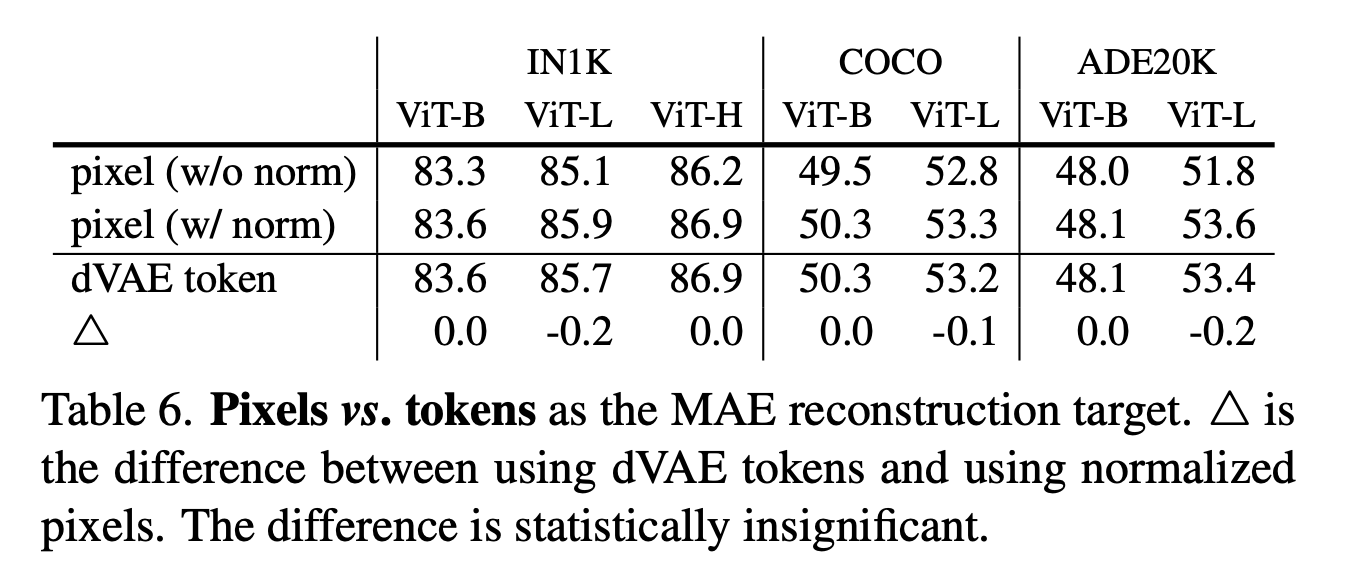 IN1K COCO ADE20K
ViT-B ViT-L ViT-H ViT-B ViT-L ViT-B ViT-L
pixel (w/o norm) 83.3 85.1 86.2 49.5 52.8 48.0 51.8
pixel (w/ norm) 83.6 85.9 86.9 50.3 53.3 48.1 53.6
dVAE token 83.6 85.7 86.9 50.3 53.2 48.1 53.4
△ 0.0 -0.2 0.0 0.0 -0.1 0.0 -0.2
Table 6. Pixels vs. tokens as the MAE reconstruction target. △ is
the difference between using dVAE tokens and using normalized
pixels. The difference is statistically insignificant.